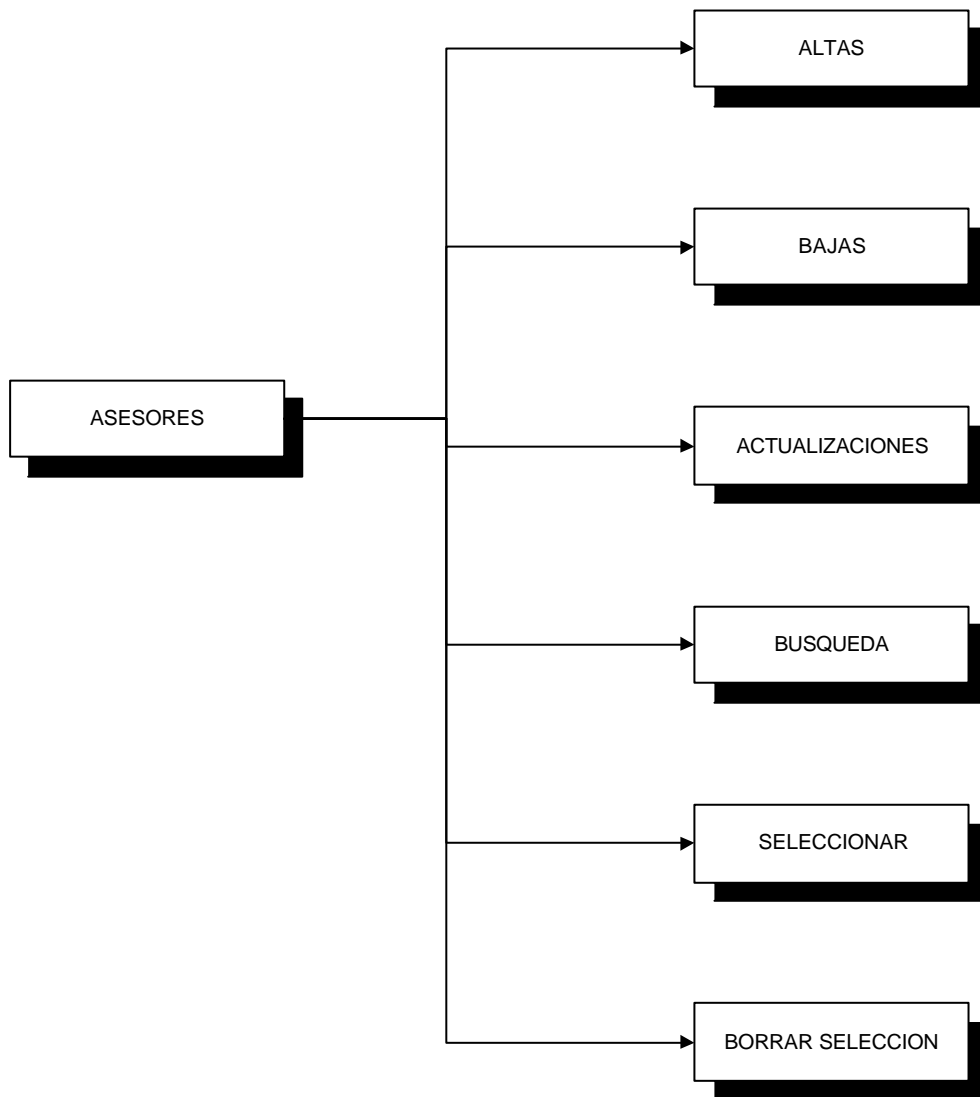 ALTAS
BAJAS
ASESORES
ACTUALIZACIONES
BUSQUEDA
SELECCIONAR
BORRAR SELECCION